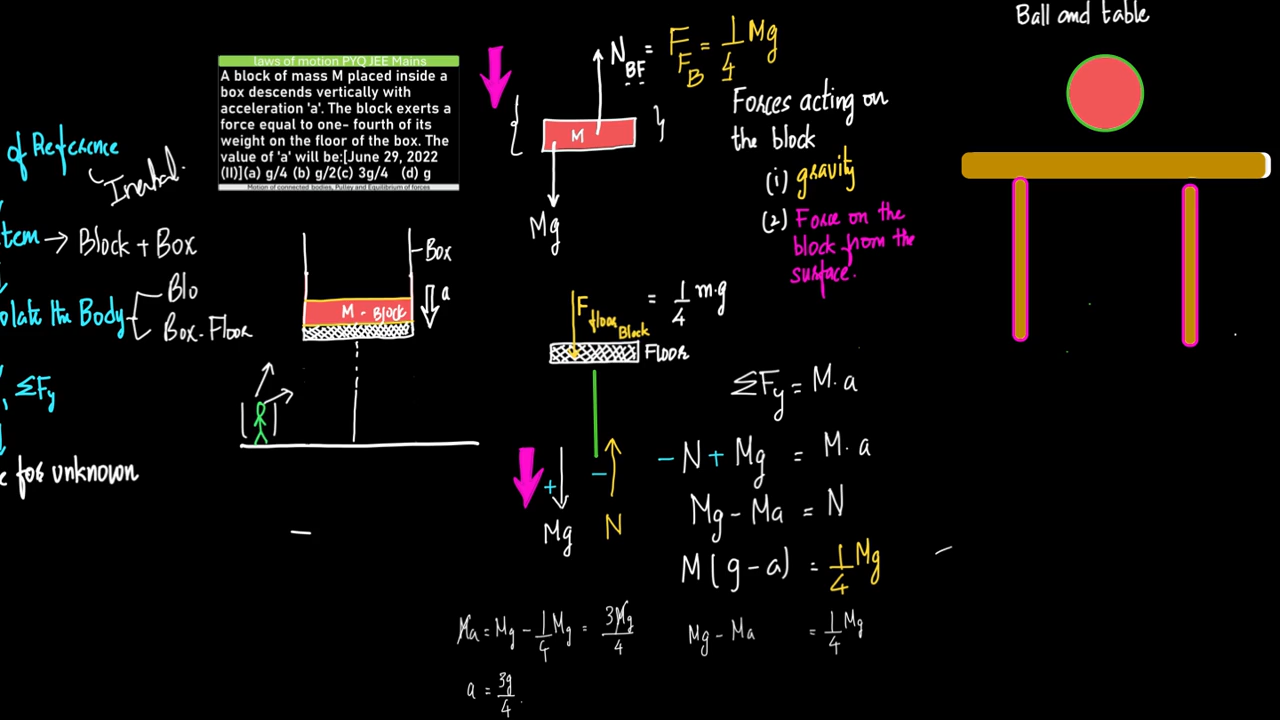 Ball and table
laws of motion PYQ JEE Mains
A block of mass M placed inside a
box descends vertically with
acceleration 'a'. The block exerts a
force equal to one- fourth of its
weight on the floor of the box. The
value of 'a' will be:[June 29, 2022
(II)](a) g/4 (b) g/2(c) 3g/4 (d) g
Motion of connected bodies, Pulley and Equilibrium of forces
of Reference
Inertial.
tem → Block + Box
olate the Body
Blo
Box-Floor
, ΣFy
e for unknown
Box
a
M - Block
N_BF = F_F_B = 1/4 Mg
M
Mg
Forces acting on
the block
(i) gravity
(2) Force on the
block from the
surface.
F_floor_Block = 1/4 m.g
Floor
+
Mg
−
N
ΣFy = M.a
−N + Mg = M.a
Mg − Ma = N
M(g−a) = 1/4 Mg
Mg − Ma = 1/4 Mg
Ma = Mg − 1/4 Mg = 3Mg/4
a = 3g/4.